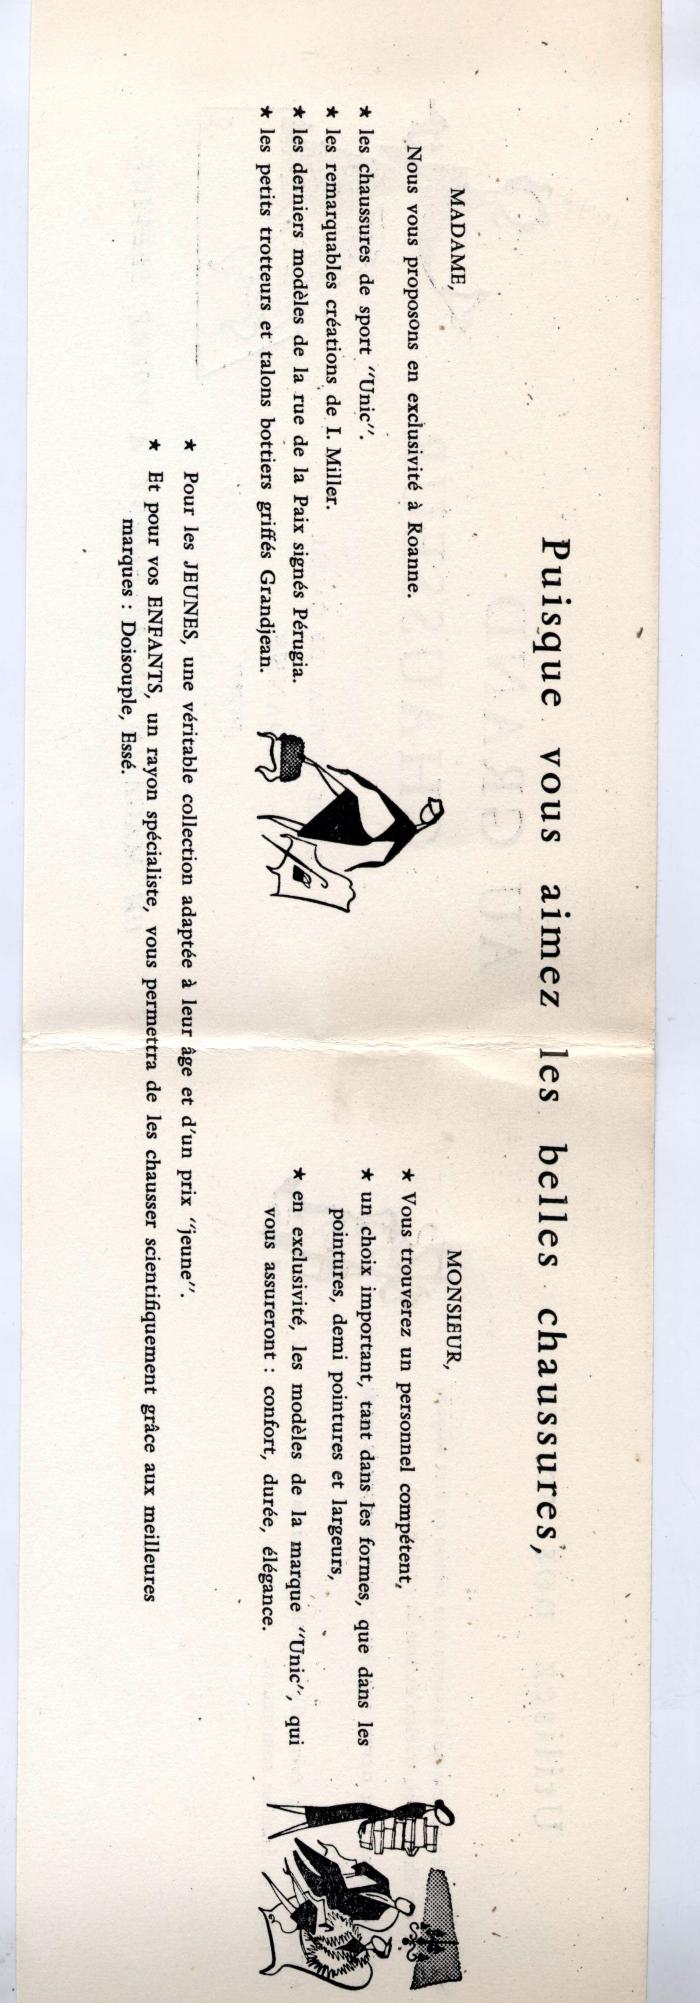 Puisque vous aimez les belles chaussures,
MADAME,
Nous vous proposons en exclusivité à Roanne.
★ les chaussures de sport "Unic".
★ les remarquables créations de I. Miller.
★ les derniers modèles de la rue de la Paix signés Pérugia.
★ les petits trotteurs et talons bottiers griffés Grandjean.
MONSIEUR,
★ Vous trouverez un personnel compétent,
★ un choix important, tant dans les formes, que dans les
pointures, demi pointures et largeurs,
★ en exclusivité, les modèles de la marque "Unic", qui
vous assureront : confort, durée, élégance.
★ Pour les JEUNES, une véritable collection adaptée à leur âge et d'un prix "jeune".
★ Et pour vos ENFANTS, un rayon spécialiste, vous permettra de les chausser scientifiquement grâce aux meilleures
marques : Doisouple, Essé.